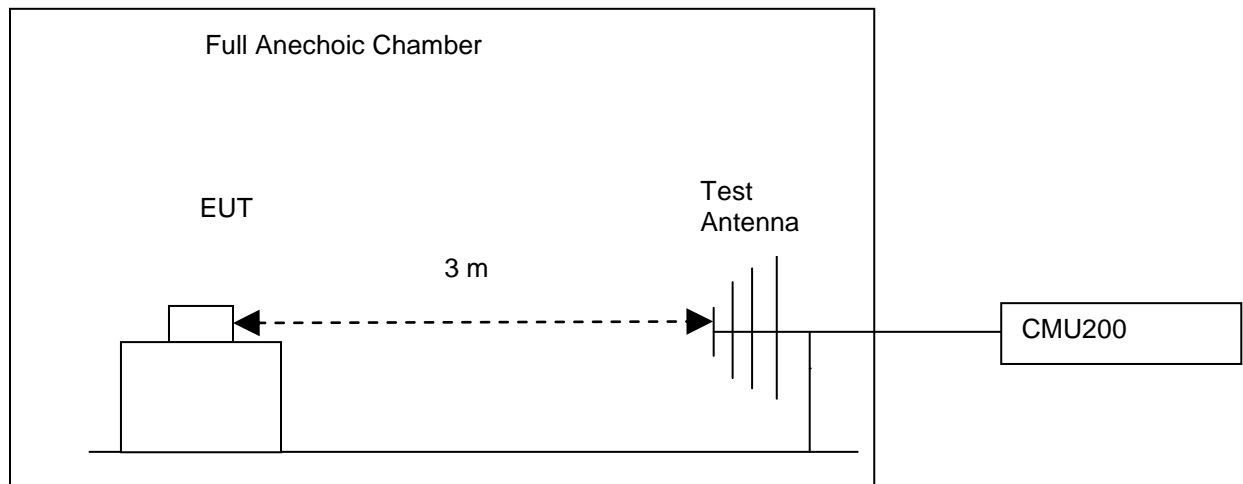 Full Anechoic Chamber
EUT
Test
Antenna
3 m
CMU200